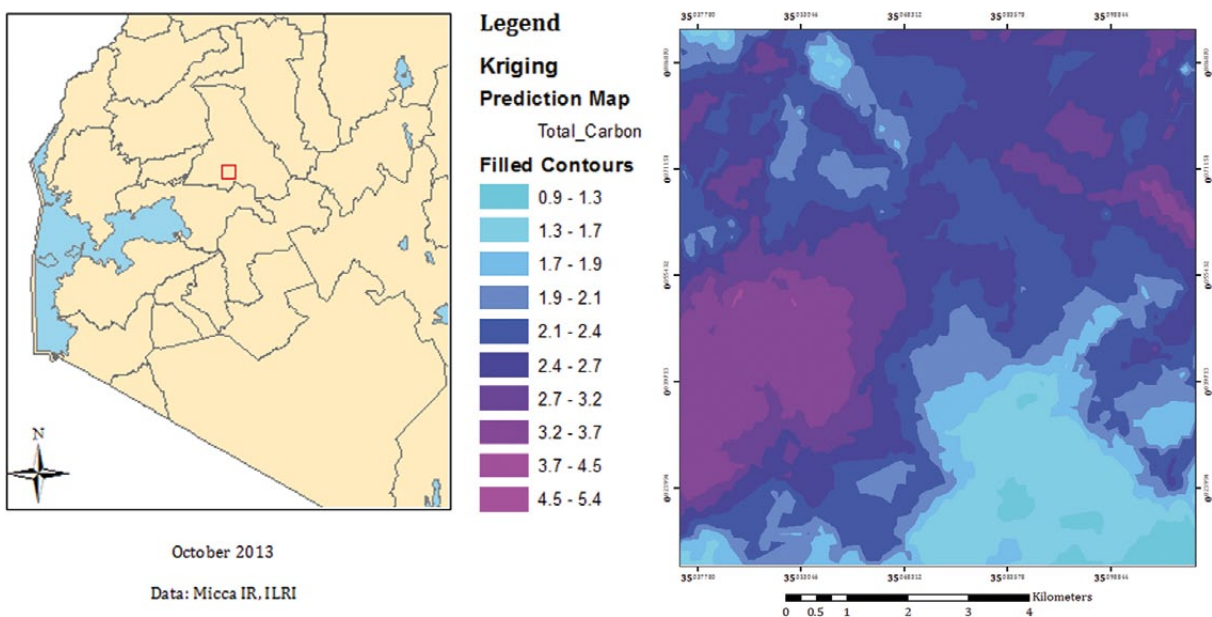 Legend
Kriging
Prediction Map
Total_Carbon
Filled Contours
0.9 - 1.3
1.3 - 1.7
1.7 - 1.9
1.9 - 2.1
2.1 - 2.4
2.4 - 2.7
2.7 - 3.2
3.2 - 3.7
3.7 - 4.5
4.5 - 5.4
N
October 2013
Data: Micca IR, ILRI
Kilometers
0 0.5 1 2 3 4